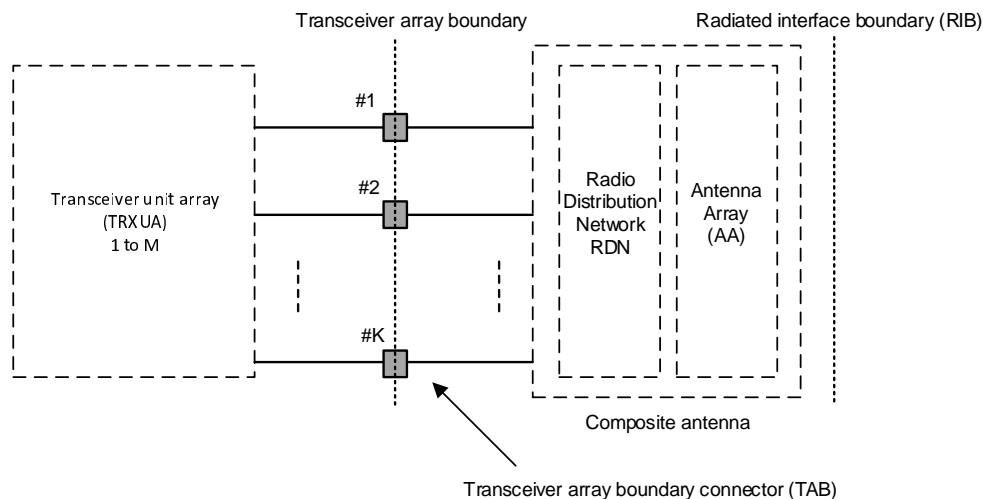 Transceiver array boundary
Radiated interface boundary (RIB)
#1
#2
#K
Transceiver unit array
(TRXUA)
1 to M
Radio
Distribution
Network
RDN
Antenna
Array
(AA)
Composite antenna
Transceiver array boundary connector (TAB)